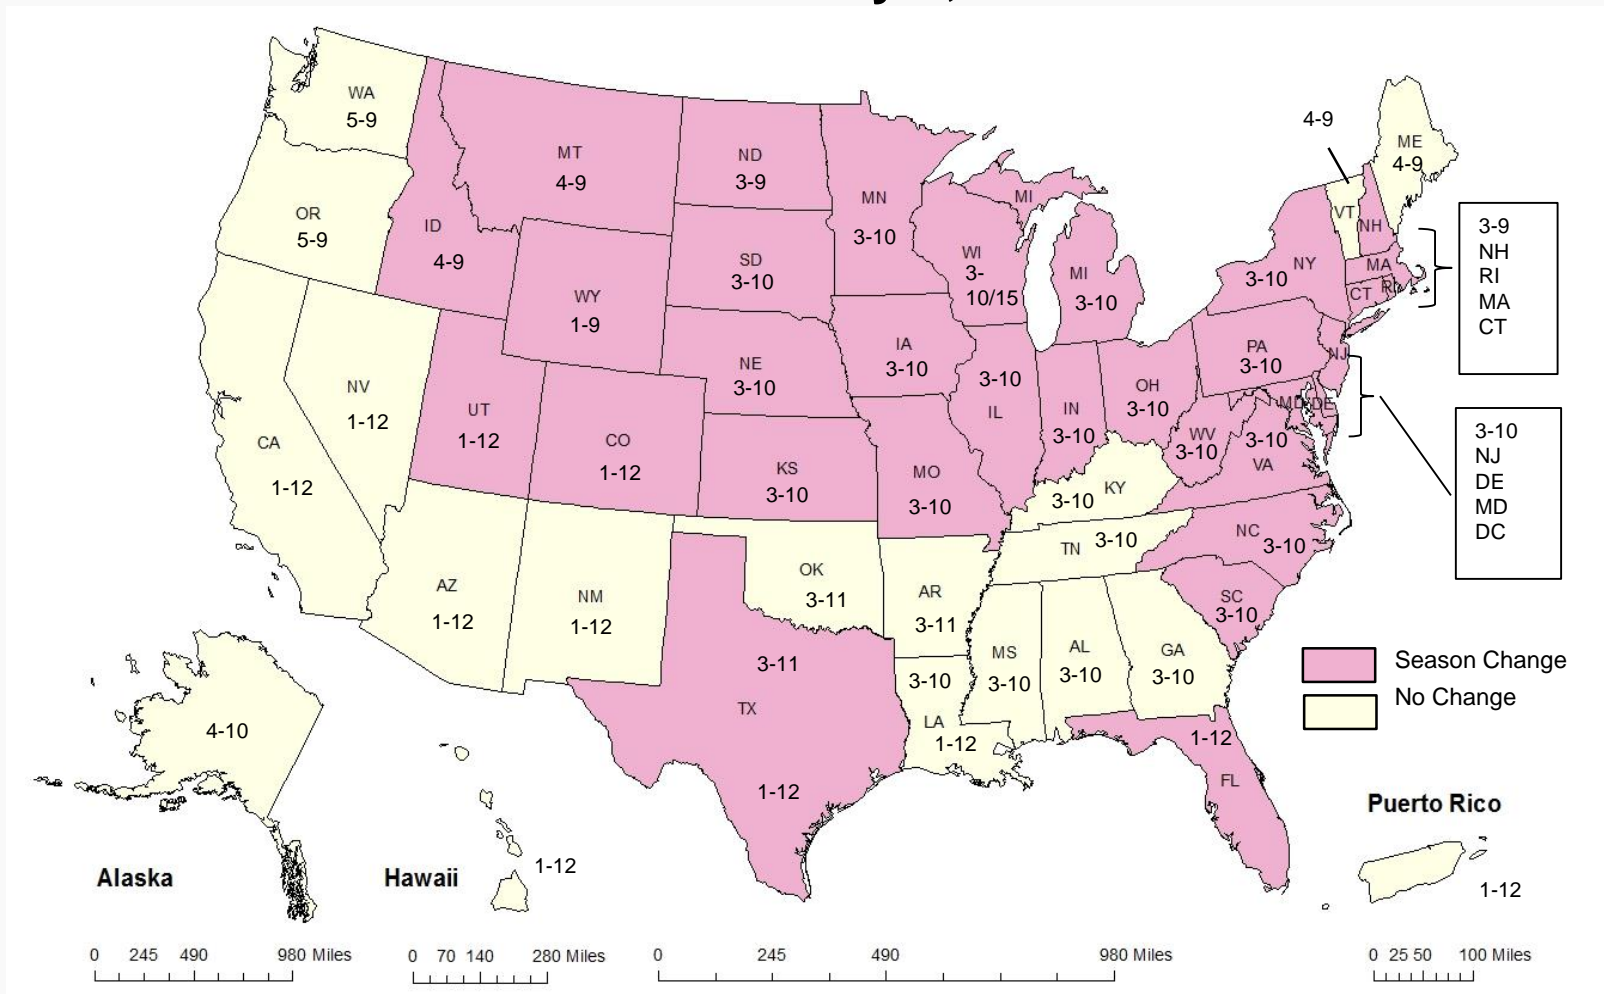 WA
5-9
OR
5-9
CA
1-12
NV
1-12
ID
4-9
MT
4-9
WY
1-9
UT
1-12
CO
1-12
AZ
1-12
NM
1-12
ND
3-9
SD
3-10
NE
3-10
KS
3-10
OK
3-11
3-11
TX
1-12
MN
3-10
IA
3-10
MO
3-10
AR
3-11
3-10
LA
1-12
WI
3-
10/15
3-10
IL
MI
MI
3-10
IN
3-10
OH
3-10
3-10 KY
TN 3-10
MS
3-10
AL
3-10
GA
3-10
1-12
FL
SC
3-10
NC
3-10
3-10
VA
WV
3-10
PA
3-10
3-10 NY
NJ
MD
DE
4-9
VT
NH
ME
4-9
MA
CT
RI
3-9
NH
RI
MA
CT
3-10
NJ
DE
MD
DC
Season Change
No Change
4-10
Alaska
Hawaii
1-12
Puerto Rico
1-12
0 245 490 980 Miles
0 70 140 280 Miles
0 245 490 980 Miles
0 25 50 100 Miles